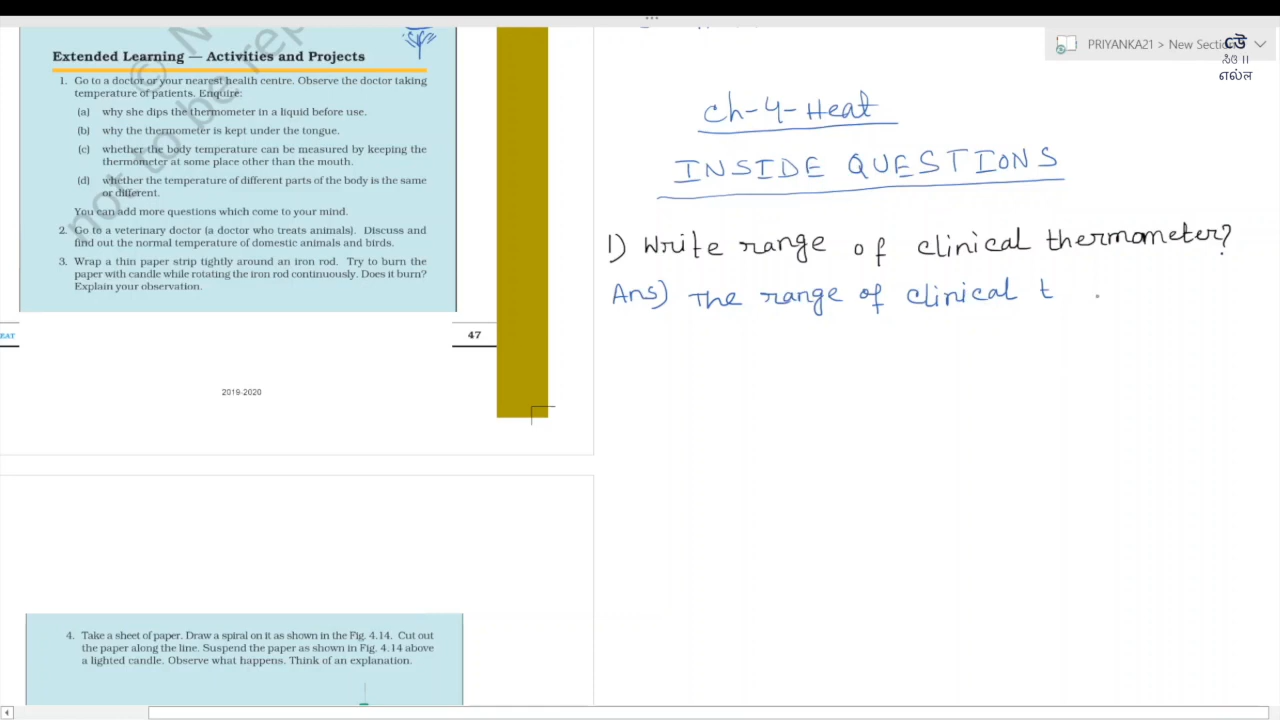 PRIYANKA21 > New Section
Extended Learning — Activities and Projects
1. Go to a doctor or your nearest health centre. Observe the doctor taking
temperature of patients. Enquire:
(a) why she dips the thermometer in a liquid before use.
(b) why the thermometer is kept under the tongue.
(c) whether the body temperature can be measured by keeping the
thermometer at some place other than the mouth.
(d) whether the temperature of different parts of the body is the same
or different.
You can add more questions which come to your mind.
2. Go to a veterinary doctor (a doctor who treats animals). Discuss and
find out the normal temperature of domestic animals and birds.
3. Wrap a thin paper strip tightly around an iron rod. Try to burn the
paper with candle while rotating the iron rod continuously. Does it burn?
Explain your observation.
EAT
47
2019-2020
4. Take a sheet of paper. Draw a spiral on it as shown in the Fig. 4.14. Cut out
the paper along the line. Suspend the paper as shown in Fig. 4.14 above
a lighted candle. Observe what happens. Think of an explanation.
not to be rep
© N
Ch-4-Heat
INSIDE QUESTIONS
1) Write range of clinical thermometer?
Ans) The range of clinical t